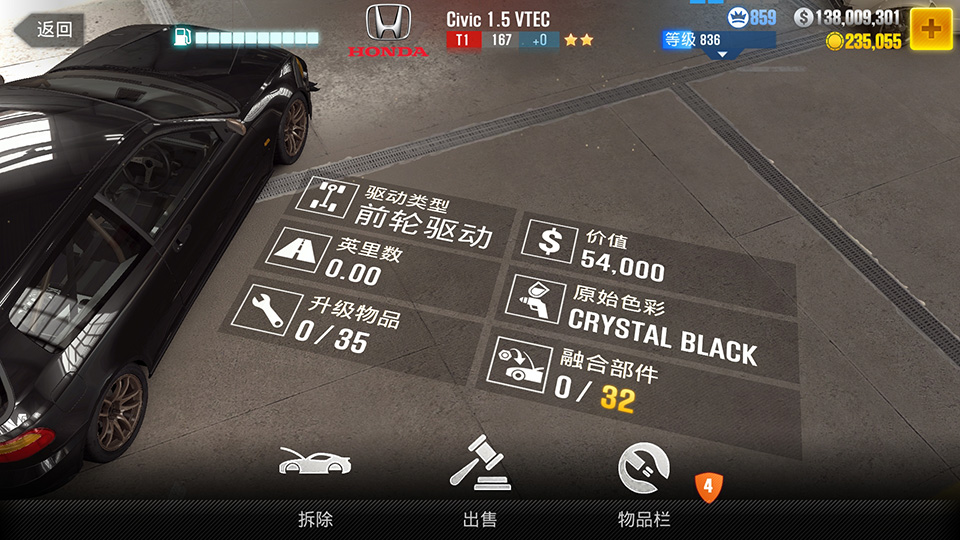 返回
HONDA
Civic 1.5 VTEC
T1 167 +0
859
138,009,301
等级 836
235,055
驱动类型
前轮驱动
英里数
0.00
升级物品
0/35
价值
54,000
原始色彩
CRYSTAL BLACK
融合部件
0/32
4
拆除
出售
物品栏